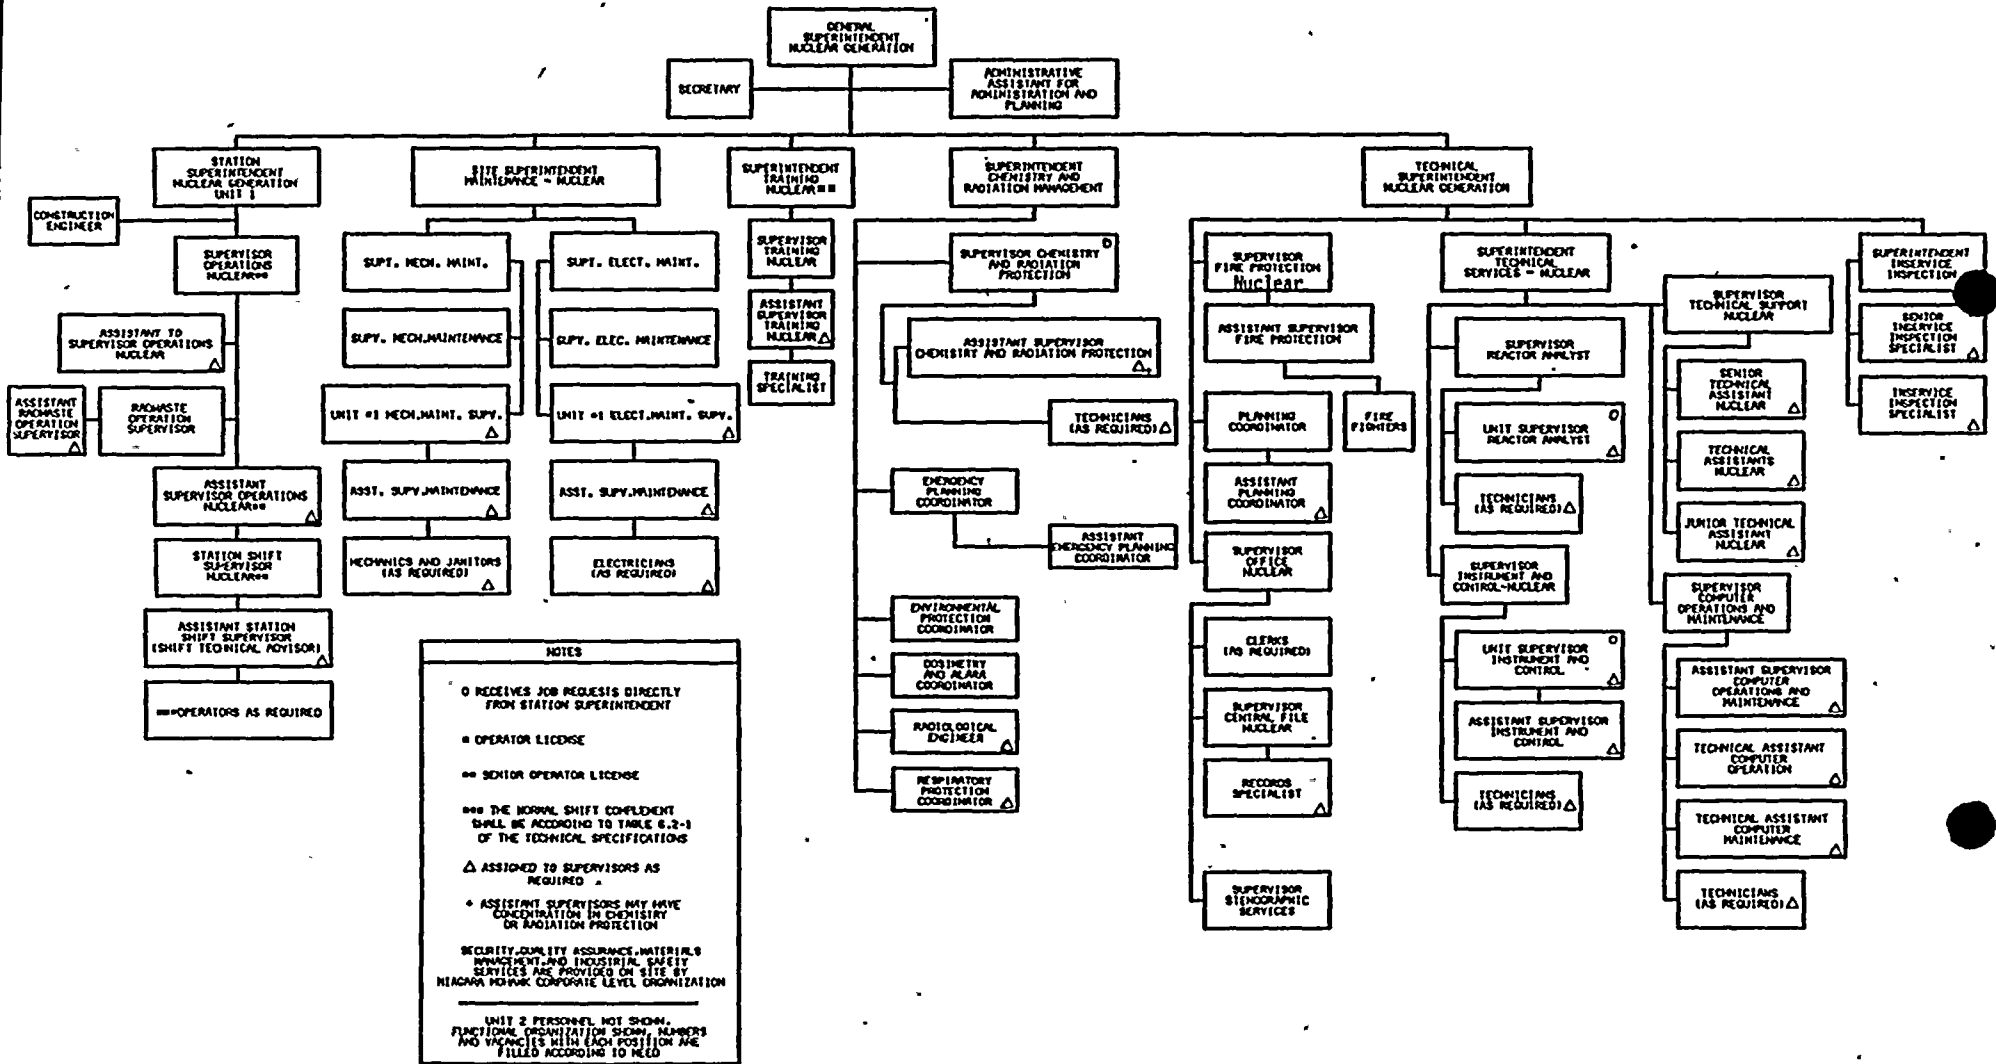 GENERAL
SUPERINTENDENT
NUCLEAR GENERATION
SECRETARY
ADMINISTRATIVE
ASSISTANT FOR
ADMINISTRATION AND
PLANNING
STATION
SUPERINTENDENT
NUCLEAR GENERATION
UNIT 1
CONSTRUCTION
ENGINEER
SUPERVISOR
OPERATIONS
NUCLEAR**
ASSISTANT TO
SUPERVISOR OPERATIONS
NUCLEAR
△
ASSISTANT
RADWASTE
OPERATION
SUPERVISOR △
RADWASTE
OPERATION
SUPERVISOR
ASSISTANT
SUPERVISOR OPERATIONS
NUCLEAR** △
STATION SHIFT
SUPERVISOR
NUCLEAR**
ASSISTANT STATION
SHIFT SUPERVISOR
(SHIFT TECHNICAL ADVISOR) △
***OPERATORS AS REQUIRED
SITE SUPERINTENDENT
MAINTENANCE - NUCLEAR
SUPT. MECH. MAINT.
SUPV. MECH.MAINTENANCE
UNIT #1 MECH.MAINT. SUPV.
△
ASST. SUPV.MAINTENANCE
△
MECHANICS AND JANITORS
(AS REQUIRED) △
SUPT. ELECT. MAINT.
SUPV. ELEC. MAINTENANCE
UNIT #1 ELECT.MAINT. SUPV.
△
ASST. SUPV.MAINTENANCE
△
ELECTRICIANS
(AS REQUIRED) △
SUPERINTENDENT
TRAINING
NUCLEAR**
SUPERVISOR
TRAINING
NUCLEAR
ASSISTANT
SUPERVISOR
TRAINING
NUCLEAR △
TRAINING
SPECIALIST
SUPERINTENDENT
CHEMISTRY AND
RADIATION MANAGEMENT
SUPERVISOR CHEMISTRY O
AND RADIATION
PROTECTION
ASSISTANT SUPERVISOR
CHEMISTRY AND RADIATION PROTECTION
△
TECHNICIANS
(AS REQUIRED) △
EMERGENCY
PLANNING
COORDINATOR
ASSISTANT
EMERGENCY PLANNING
COORDINATOR
ENVIRONMENTAL
PROTECTION
COORDINATOR
DOSIMETRY
AND ALARA
COORDINATOR
RADIOLOGICAL
ENGINEER △
RESPIRATORY
PROTECTION
COORDINATOR △
TECHNICAL
SUPERINTENDENT
NUCLEAR GENERATION
SUPERVISOR
FIRE PROTECTION
Nuclear
ASSISTANT SUPERVISOR
FIRE PROTECTION
FIRE
FIGHTERS
PLANNING
COORDINATOR
ASSISTANT
PLANNING
COORDINATOR △
SUPERVISOR
OFFICE
NUCLEAR
CLERKS
(AS REQUIRED)
SUPERVISOR
CENTRAL FILE
NUCLEAR
RECORDS
SPECIALIST △
SUPERVISOR
STENOGRAPHIC
SERVICES
SUPERINTENDENT
TECHNICAL
SERVICES - NUCLEAR
SUPERVISOR
REACTOR ANALYST
O
UNIT SUPERVISOR
REACTOR ANALYST
△
TECHNICIANS
(AS REQUIRED) △
SUPERVISOR
INSTRUMENT AND
CONTROL-NUCLEAR
O
UNIT SUPERVISOR
INSTRUMENT AND
CONTROL △
ASSISTANT SUPERVISOR
INSTRUMENT AND
CONTROL △
TECHNICIANS
(AS REQUIRED) △
SUPERVISOR
TECHNICAL SUPPORT
NUCLEAR
SENIOR
TECHNICAL
ASSISTANT
NUCLEAR △
TECHNICAL
ASSISTANTS
NUCLEAR △
JUNIOR TECHNICAL
ASSISTANT
NUCLEAR △
SUPERVISOR
COMPUTER
OPERATIONS AND
MAINTENANCE
ASSISTANT SUPERVISOR
COMPUTER
OPERATIONS AND
MAINTENANCE △
TECHNICAL ASSISTANT
COMPUTER
OPERATION △
TECHNICAL ASSISTANT
COMPUTER
MAINTENANCE △
TECHNICIANS
(AS REQUIRED) △
SUPERINTENDENT
INSERVICE
INSPECTION
SENIOR
INSERVICE
INSPECTION
SPECIALIST △
INSERVICE
INSPECTION
SPECIALIST △
NOTES
O RECEIVES JOB REQUESTS DIRECTLY
FROM STATION SUPERINTENDENT
* OPERATOR LICENSE
** SENIOR OPERATOR LICENSE
*** THE NORMAL SHIFT COMPLEMENT
SHALL BE ACCORDING TO TABLE 6.2-1
OF THE TECHNICAL SPECIFICATIONS
△ ASSIGNED TO SUPERVISORS AS
REQUIRED
+ ASSISTANT SUPERVISORS MAY HAVE
CONCENTRATION IN CHEMISTRY
OR RADIATION PROTECTION
SECURITY,QUALITY ASSURANCE,MATERIALS
MANAGEMENT,AND INDUSTRIAL SAFETY
SERVICES ARE PROVIDED ON SITE BY
NIAGARA MOHAWK CORPORATE LEVEL ORGANIZATION
UNIT 2 PERSONNEL NOT SHOWN.
FUNCTIONAL ORGANIZATION SHOWN, NUMBERS
AND VACANCIES WITH EACH POSITION ARE
FILLED ACCORDING TO NEED